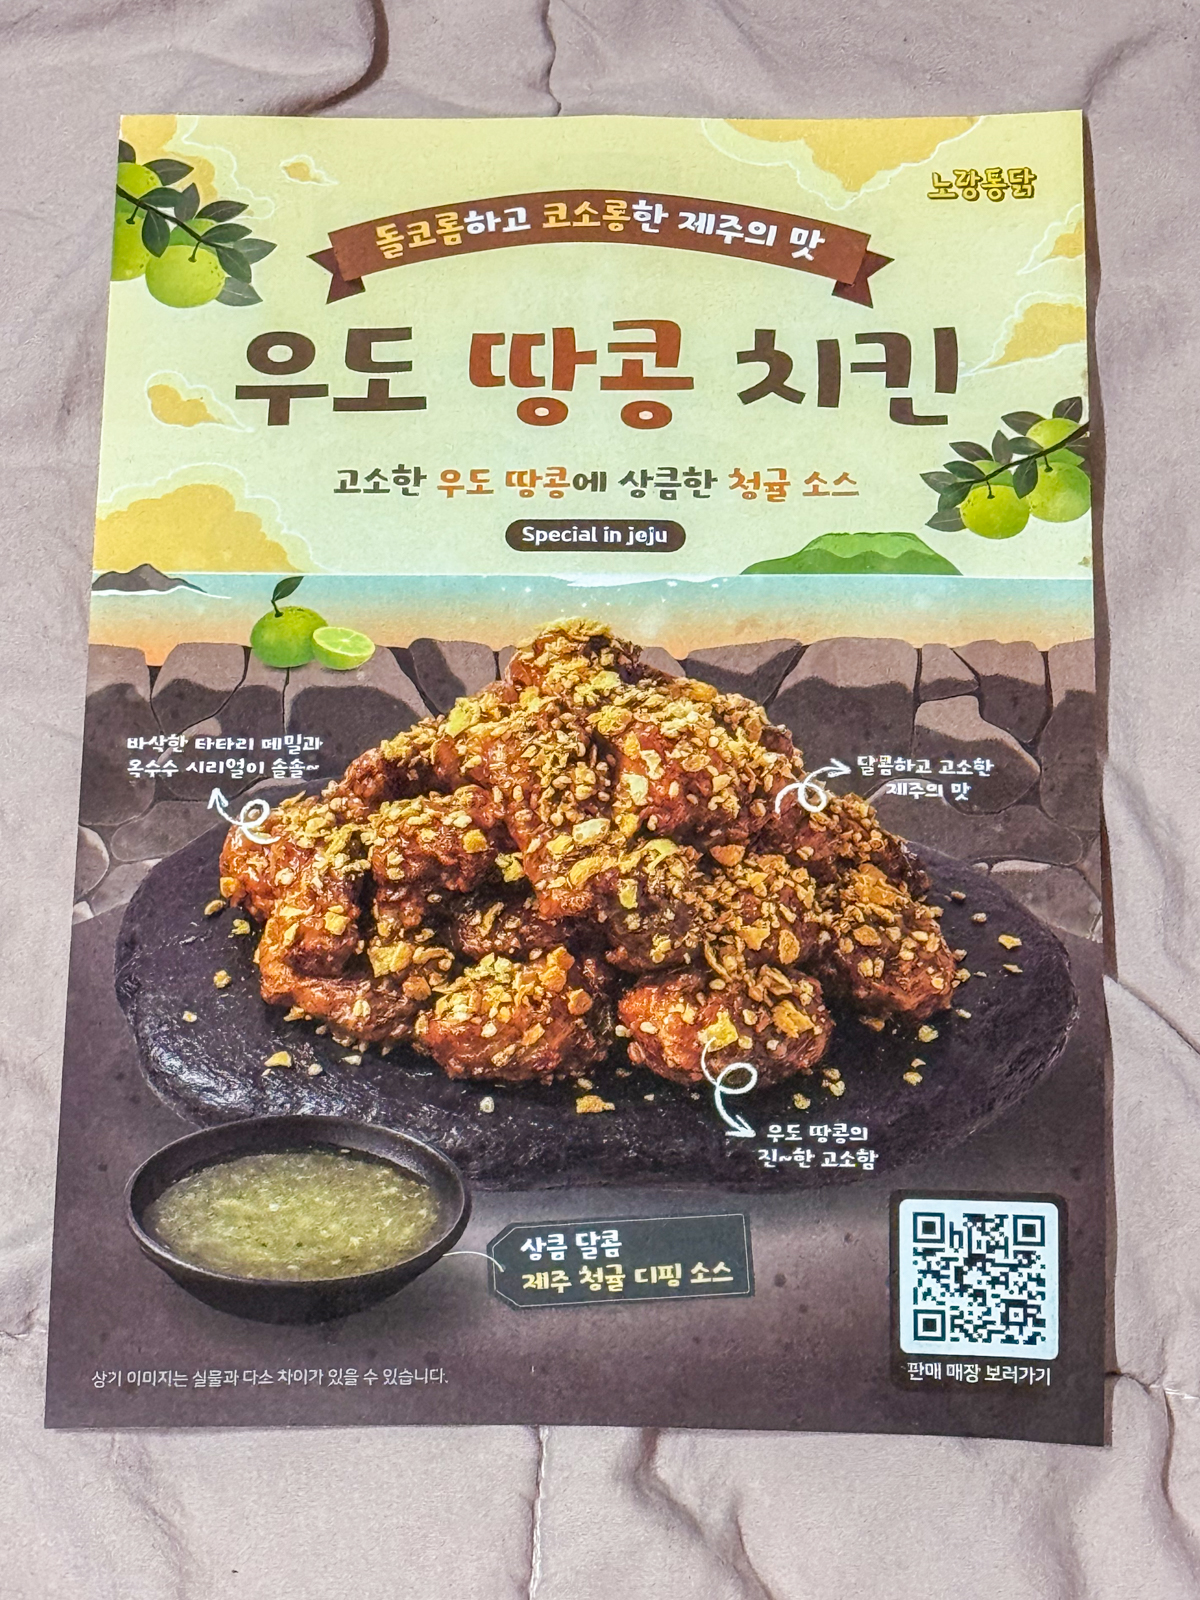 노랑통닭
돌코롬하고 코소롱한 제주의 맛
우도 땅콩 치킨
고소한 우도 땅콩에 상큼한 청귤 소스
Special in jeju
바삭한 타타리 메밀과
옥수수 시리얼이 솔솔~
달콤하고 고소한
제주의 맛
우도 땅콩의
진~한 고소함
상큼 달콤
제주 청귤 디핑 소스
상기 이미지는 실물과 다소 차이가 있을 수 있습니다.
판매 매장 보러가기